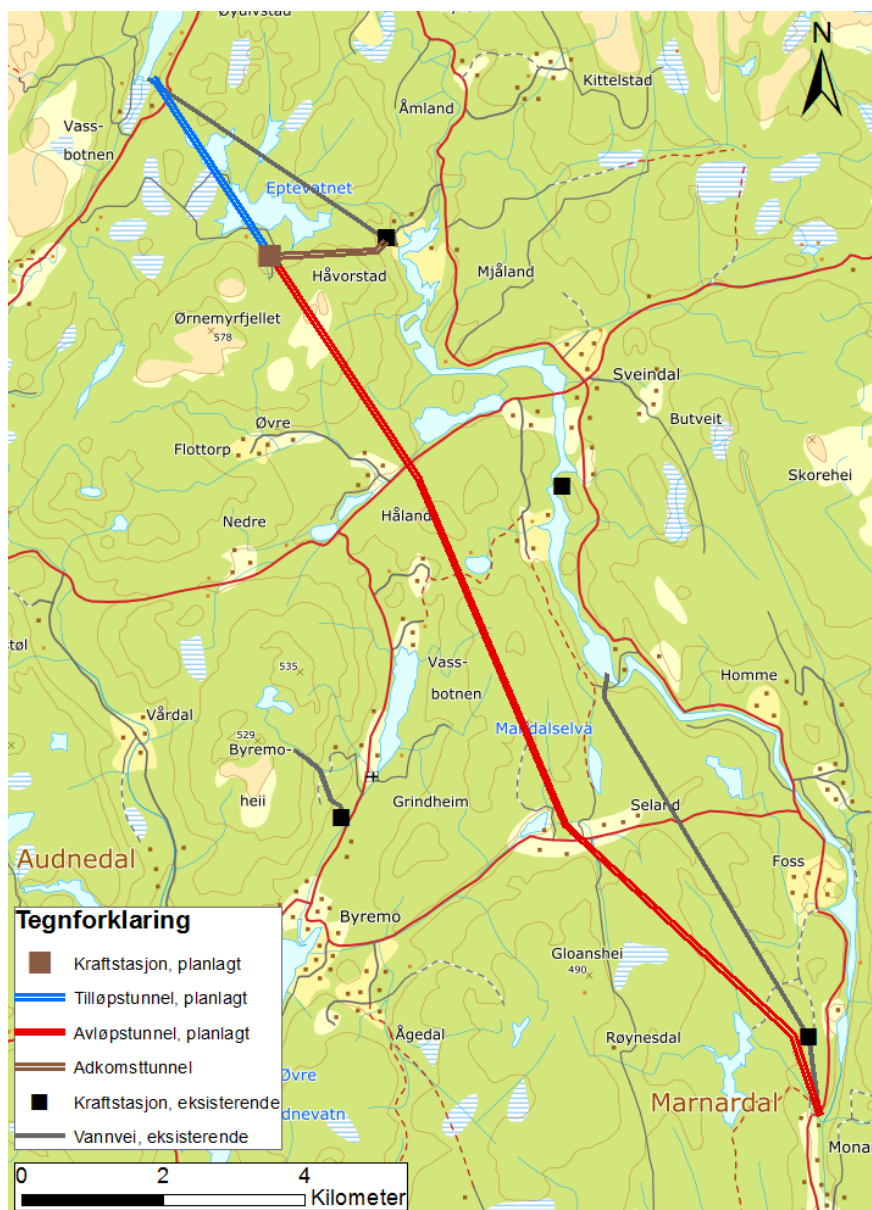 Øydvstad
N
Kittelstad
Åmland
Vass-
botnen
Eptevatnet
Håvorstad
Mjåland
Ørnemyrfjellet
578
Sveindal
Øvre
Butveit
Flottorp
Skorehei
Nedre
Håland
støl
535
Vass-
botnen
Homme
Vårdal
529
Byremo-
heii
Mandalselva
Grindheim
Seland
Audnedal
Foss
Byremo
Gloanshei
490
Ågedal
Røynesdal
Øvre
dnevatn
Marnardal
Monar
Tegnforklaring
Kraftstasjon, planlagt
Tilløpstunnel, planlagt
Avløpstunnel, planlagt
Adkomsttunnel
Kraftstasjon, eksisterende
Vannvei, eksisterende
0 2 4
Kilometer